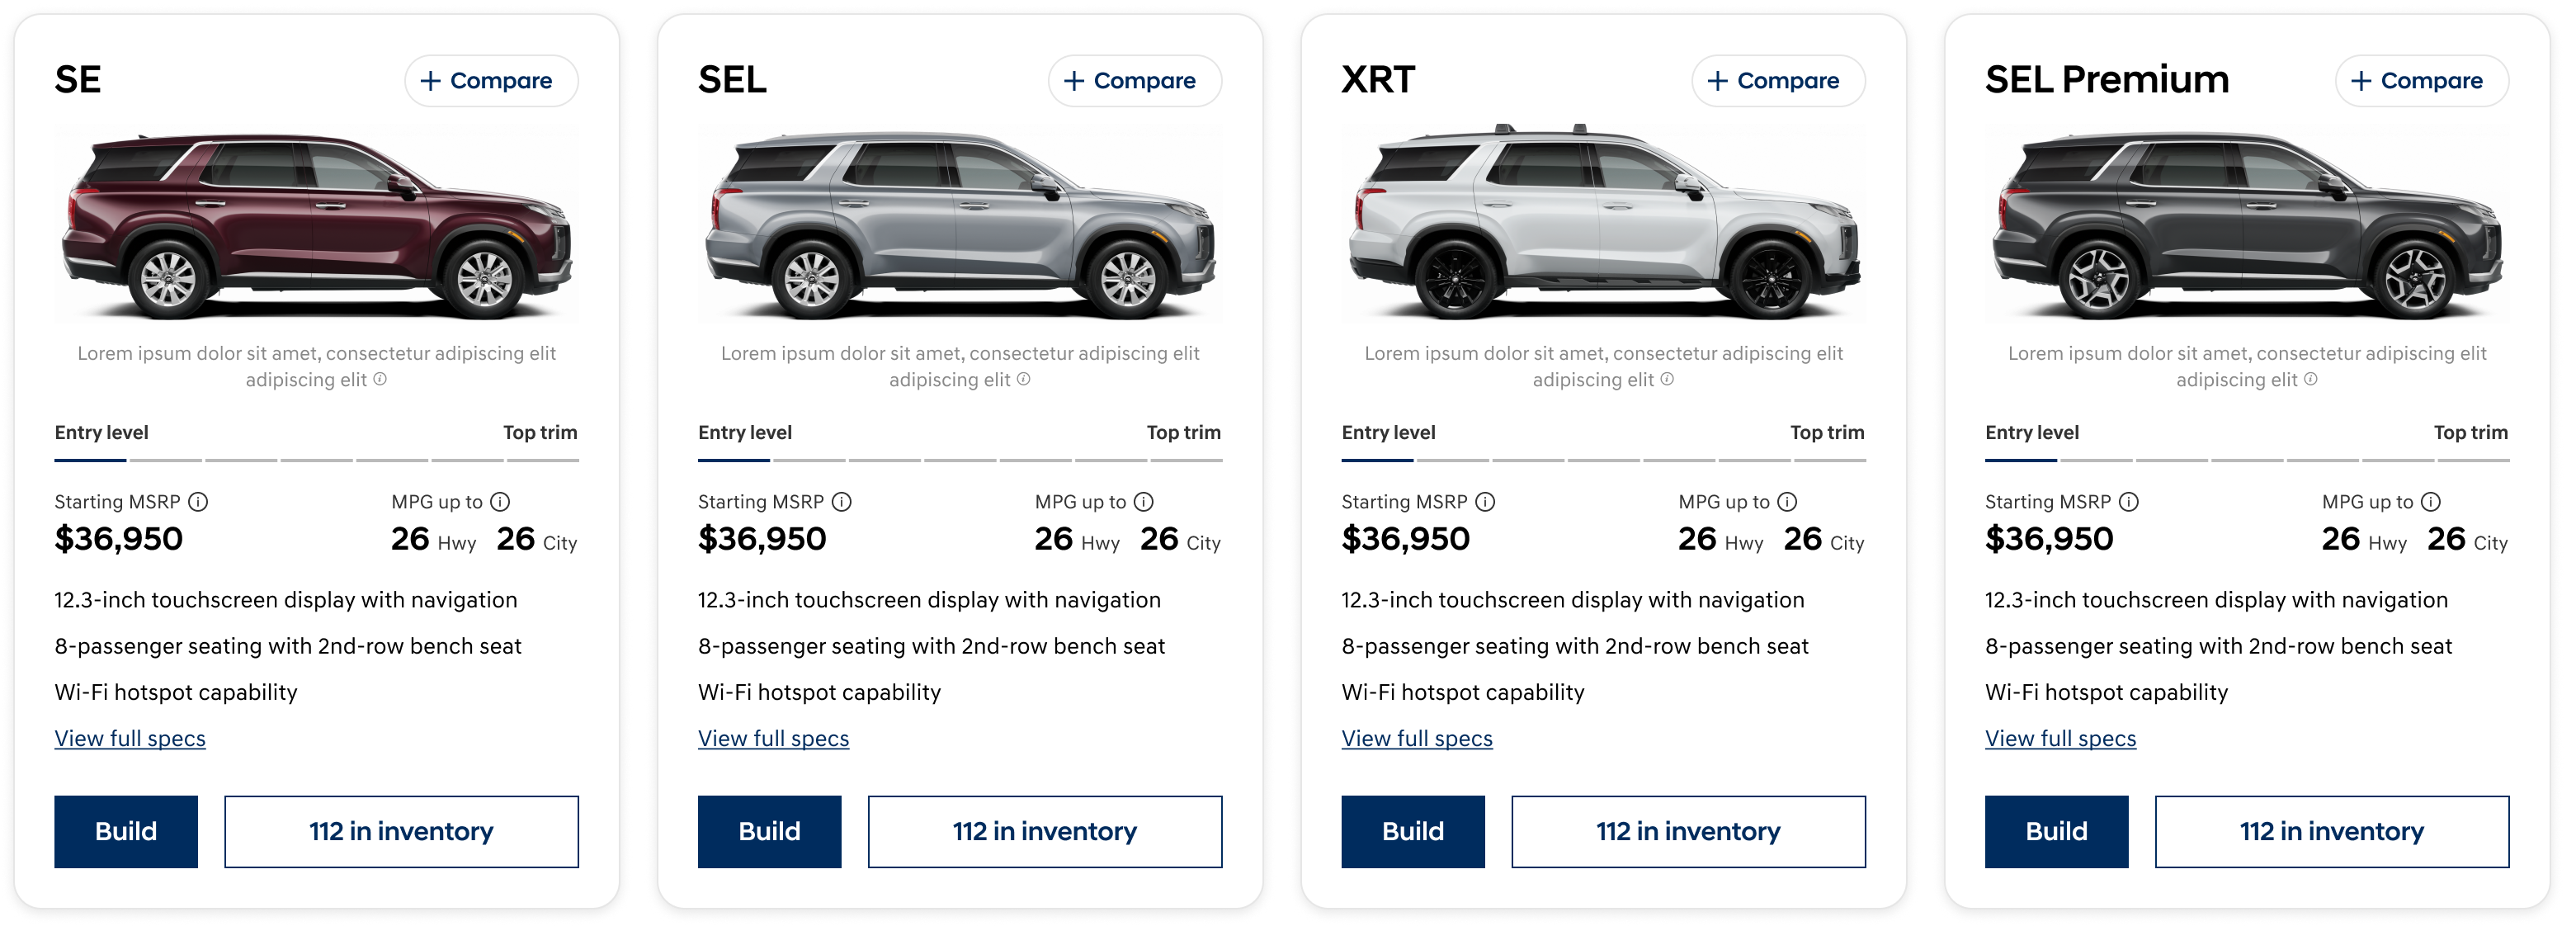 SE
+ Compare
Lorem ipsum dolor sit amet, consectetur adipiscing elit
adipiscing elit
Entry level Top trim
Starting MSRP MPG up to
$36,950 26 Hwy 26 City
12.3-inch touchscreen display with navigation
8-passenger seating with 2nd-row bench seat
Wi-Fi hotspot capability
View full specs
Build 112 in inventory
SEL
+ Compare
Lorem ipsum dolor sit amet, consectetur adipiscing elit
adipiscing elit
Entry level Top trim
Starting MSRP MPG up to
$36,950 26 Hwy 26 City
12.3-inch touchscreen display with navigation
8-passenger seating with 2nd-row bench seat
Wi-Fi hotspot capability
View full specs
Build 112 in inventory
XRT
+ Compare
Lorem ipsum dolor sit amet, consectetur adipiscing elit
adipiscing elit
Entry level Top trim
Starting MSRP MPG up to
$36,950 26 Hwy 26 City
12.3-inch touchscreen display with navigation
8-passenger seating with 2nd-row bench seat
Wi-Fi hotspot capability
View full specs
Build 112 in inventory
SEL Premium
+ Compare
Lorem ipsum dolor sit amet, consectetur adipiscing elit
adipiscing elit
Entry level Top trim
Starting MSRP MPG up to
$36,950 26 Hwy 26 City
12.3-inch touchscreen display with navigation
8-passenger seating with 2nd-row bench seat
Wi-Fi hotspot capability
View full specs
Build 112 in inventory